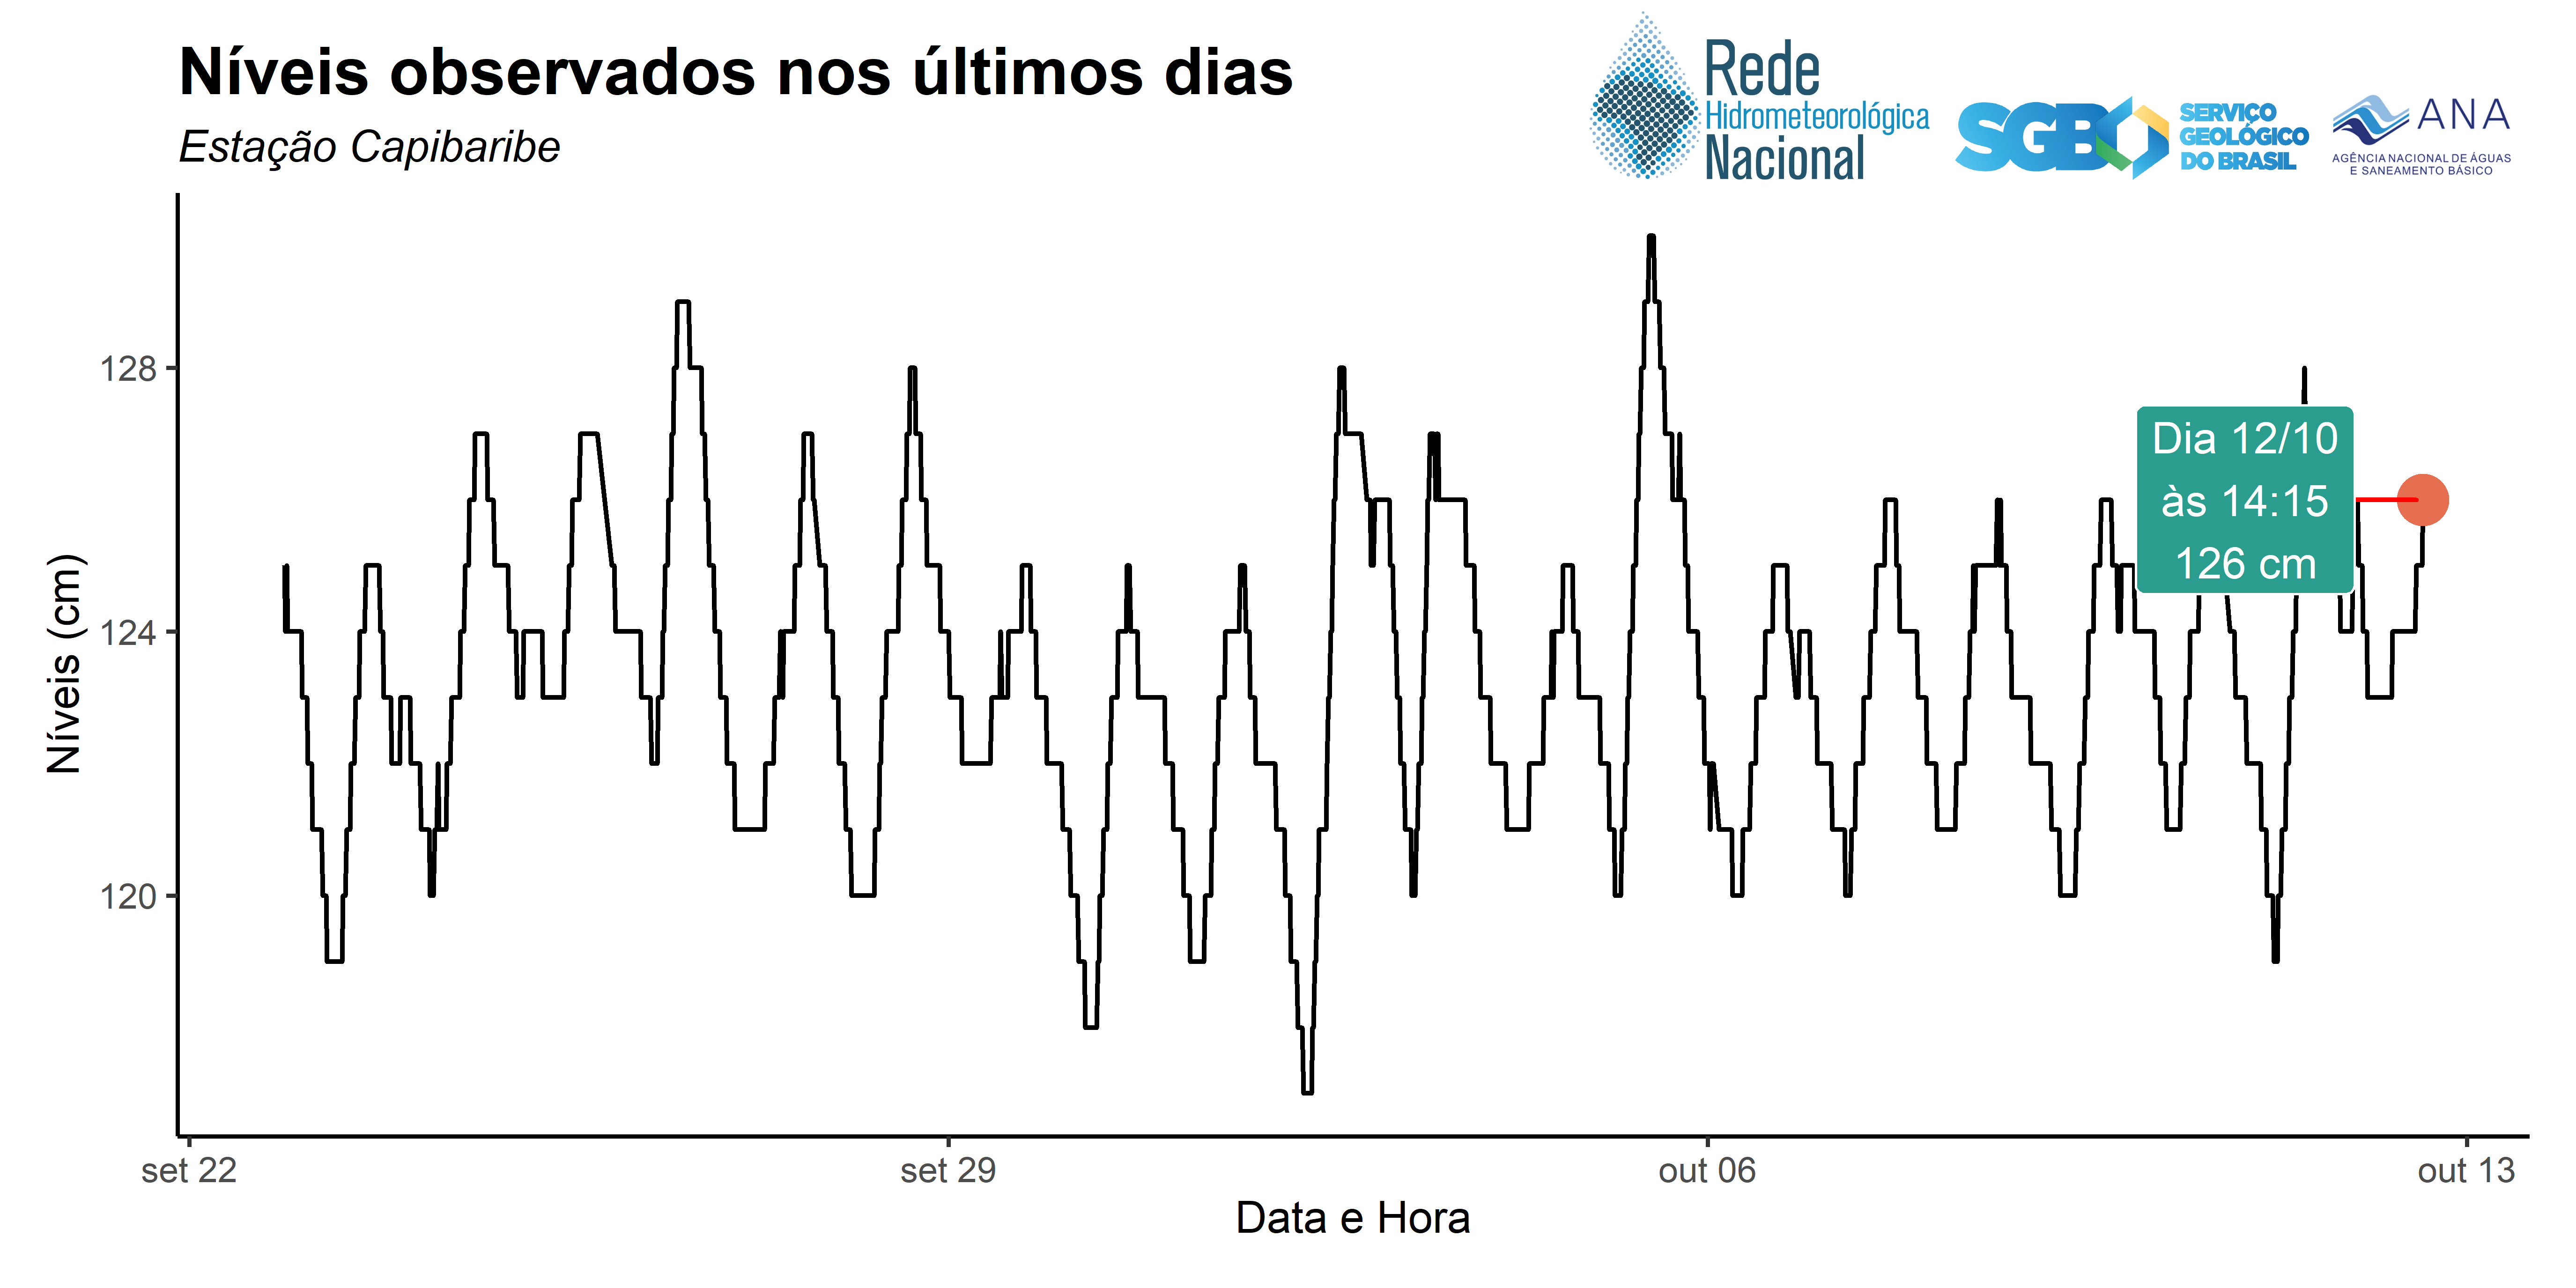 Níveis observados nos últimos dias
Estação Capibaribe
Rede
Hidrometeorológica
Nacional
SGB
SERVIÇO
GEOLÓGICO
DO BRASIL
ANA
AGÊNCIA NACIONAL DE ÁGUAS
E SANEAMENTO BÁSICO
Níveis (cm)
128
124
120
Dia 12/10
às 14:15
126 cm
set 22
set 29
out 06
out 13
Data e Hora